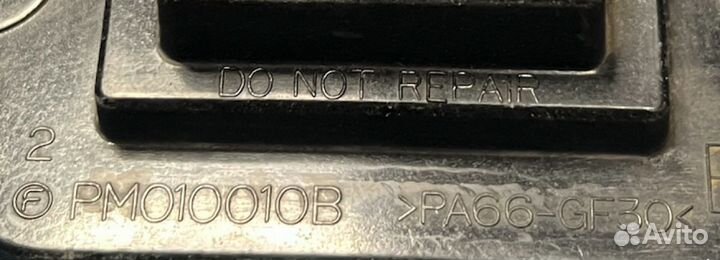 DO NOT REPAIR
2
F PM010010B >PA66-GF30<
Avito